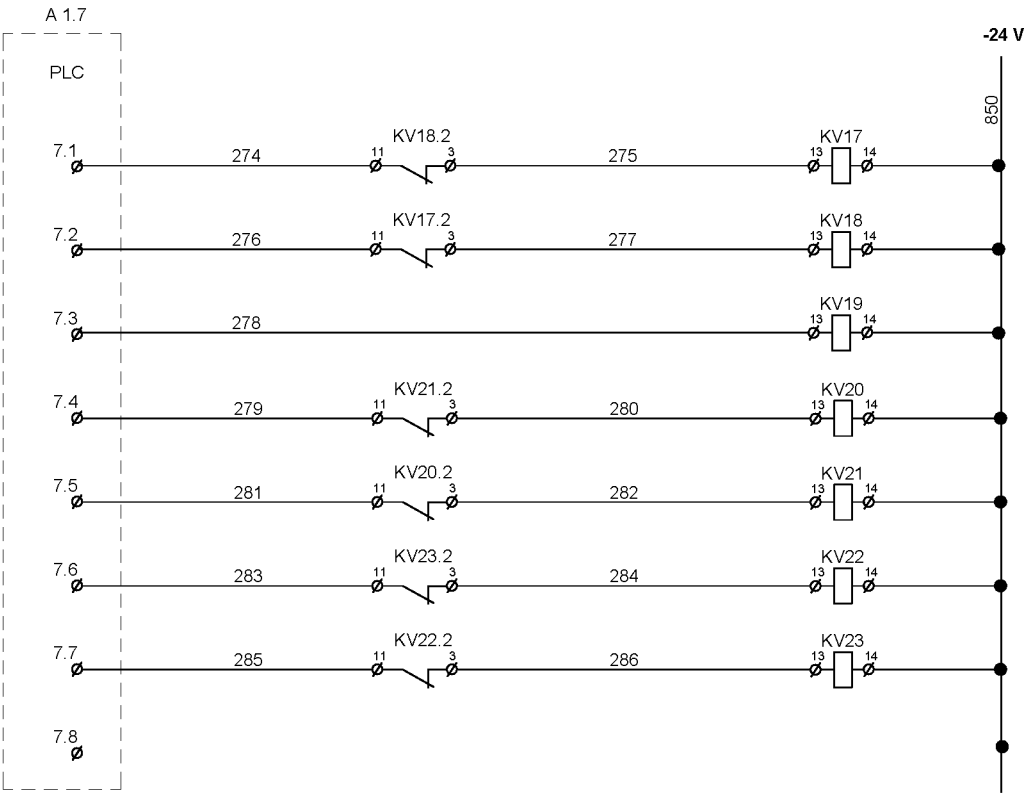 A 1.7
-24 V
PLC
850
7.1 274 11 KV18.2 3 275 13 KV17 14
7.2 276 11 KV17.2 3 277 13 KV18 14
7.3 278 13 KV19 14
7.4 279 11 KV21.2 3 280 13 KV20 14
7.5 281 11 KV20.2 3 282 13 KV21 14
7.6 283 11 KV23.2 3 284 13 KV22 14
7.7 285 11 KV22.2 3 286 13 KV23 14
7.8